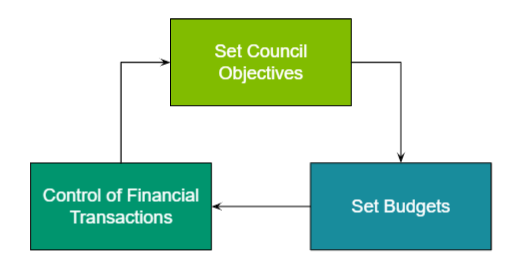 Set Council
Objectives
Control of Financial
Transactions
Set Budgets